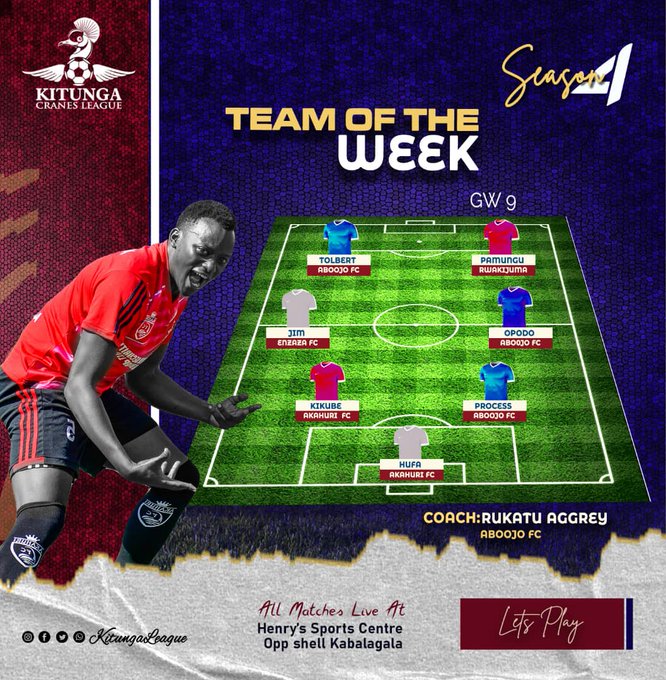 KITUNGA
CRANES LEAGUE
Season 4
TEAM OF THE
WEEK
GW 9
TOLBERT
ABOOJO FC
PAMUNGU
RWAKIJUMA
JIM
ENZAZA FC
OPODO
ABOOJO FC
KIKUBE
AKAHURI FC
PROCESS
ABOOJO FC
HUFA
AKAHURI FC
COACH:RUKATU AGGREY
ABOOJO FC
All Matches Live At
Henry's Sports Centre
Opp shell Kabalagala
KitungaLeague
Lets Play